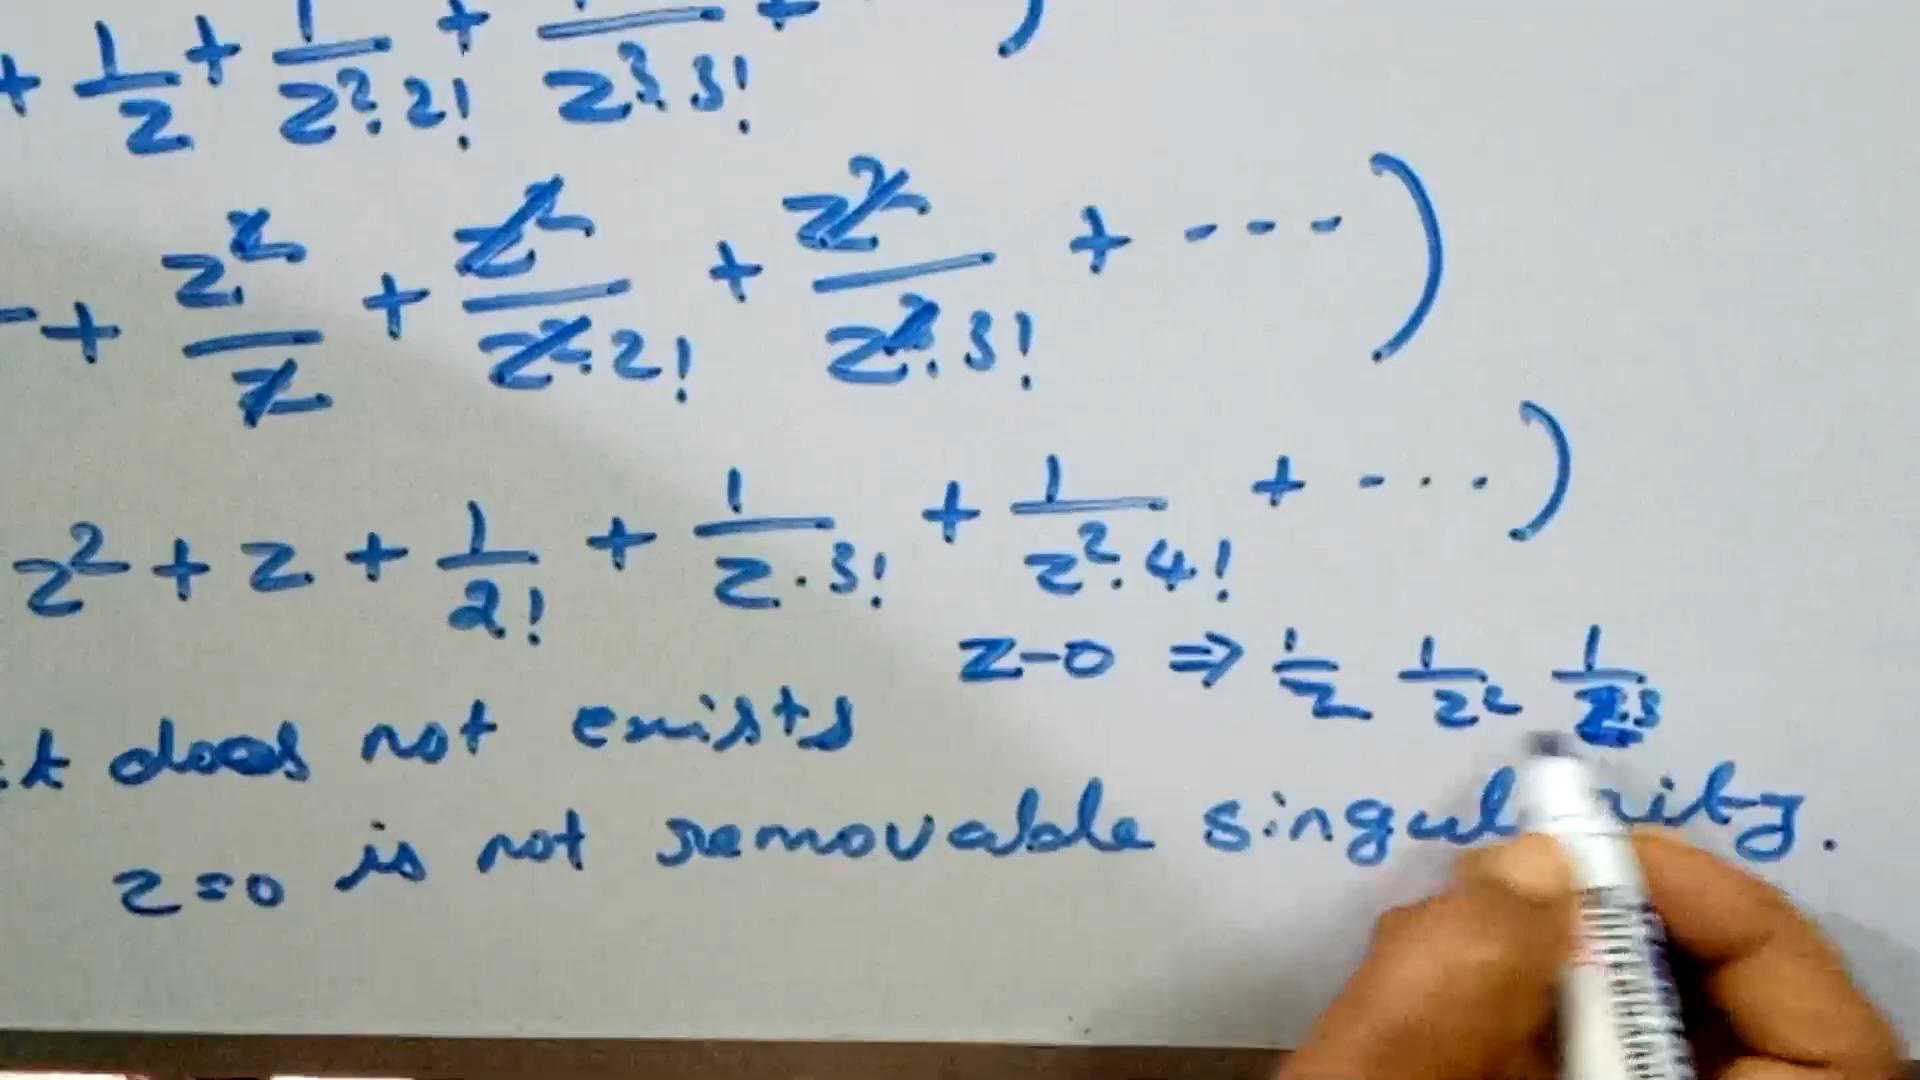 + 1/z + 1/z²·2! + 1/z³·3! + )
+ z²/z + z²/z²·2! + z²/z³·3! + ---)
z² + z + 1/2! + 1/z·3! + 1/z²·4! + ---)
z-0 ⇒ 1/z 1/z² 1/z³
does not exists
z=0 is not removable singularity.